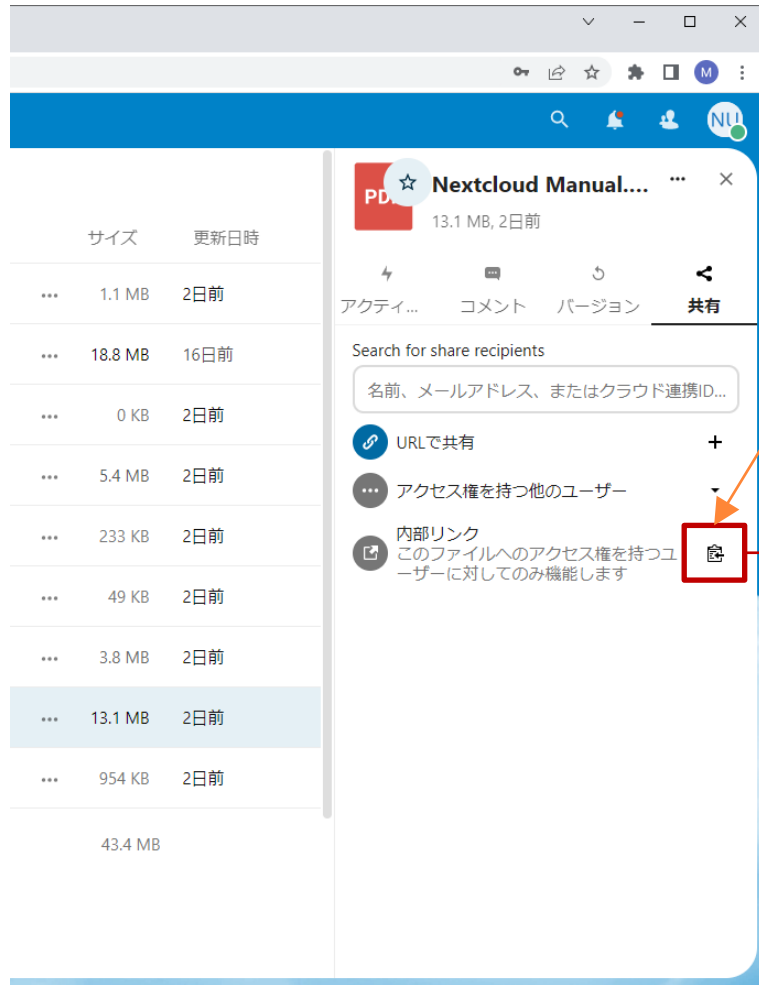 M
NU
PD
Nextcloud Manual....
13.1 MB, 2日前
サイズ 更新日時
アクティ... コメント バージョン 共有
1.1 MB 2日前
18.8 MB 16日前
0 KB 2日前
5.4 MB 2日前
233 KB 2日前
49 KB 2日前
3.8 MB 2日前
13.1 MB 2日前
954 KB 2日前
43.4 MB
Search for share recipients
名前、メールアドレス、またはクラウド連携ID...
URLで共有
アクセス権を持つ他のユーザー
内部リンク
このファイルへのアクセス権を持つユ
ーザーに対してのみ機能します